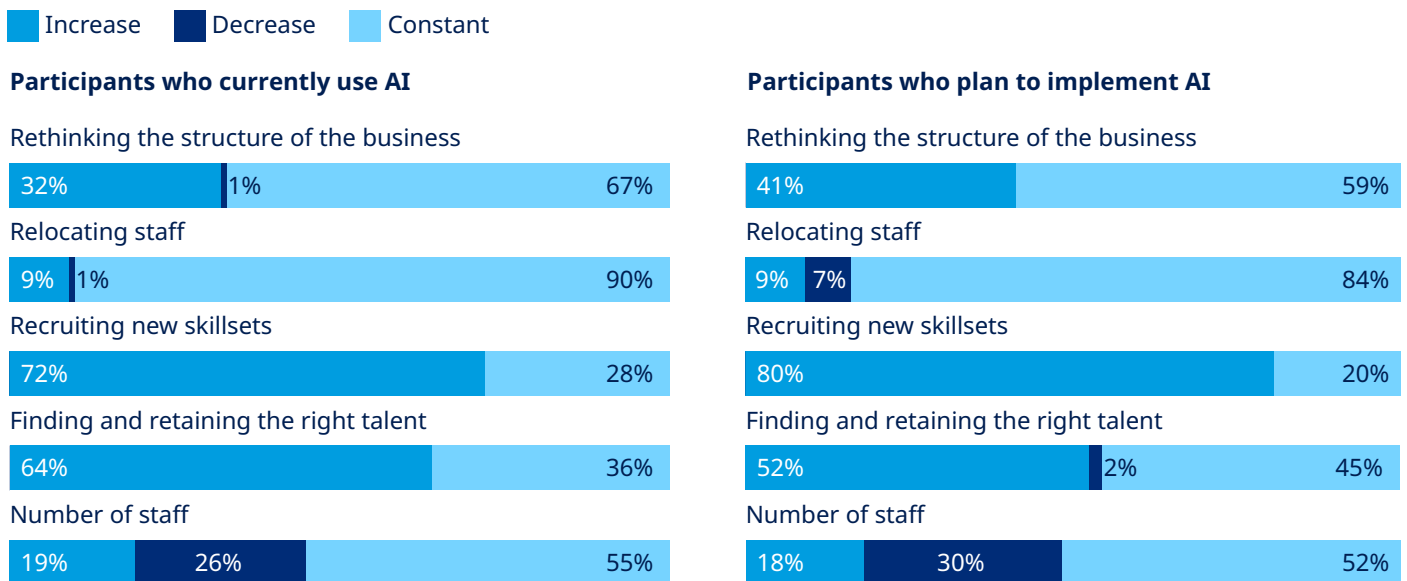 Increase Decrease Constant
Participants who currently use AI
Rethinking the structure of the business
32% 1% 67%
Relocating staff
9% 1% 90%
Recruiting new skillsets
72% 28%
Finding and retaining the right talent
64% 36%
Number of staff
19% 26% 55%
Participants who plan to implement AI
Rethinking the structure of the business
41% 59%
Relocating staff
9% 7% 84%
Recruiting new skillsets
80% 20%
Finding and retaining the right talent
52% 2% 45%
Number of staff
18% 30% 52%